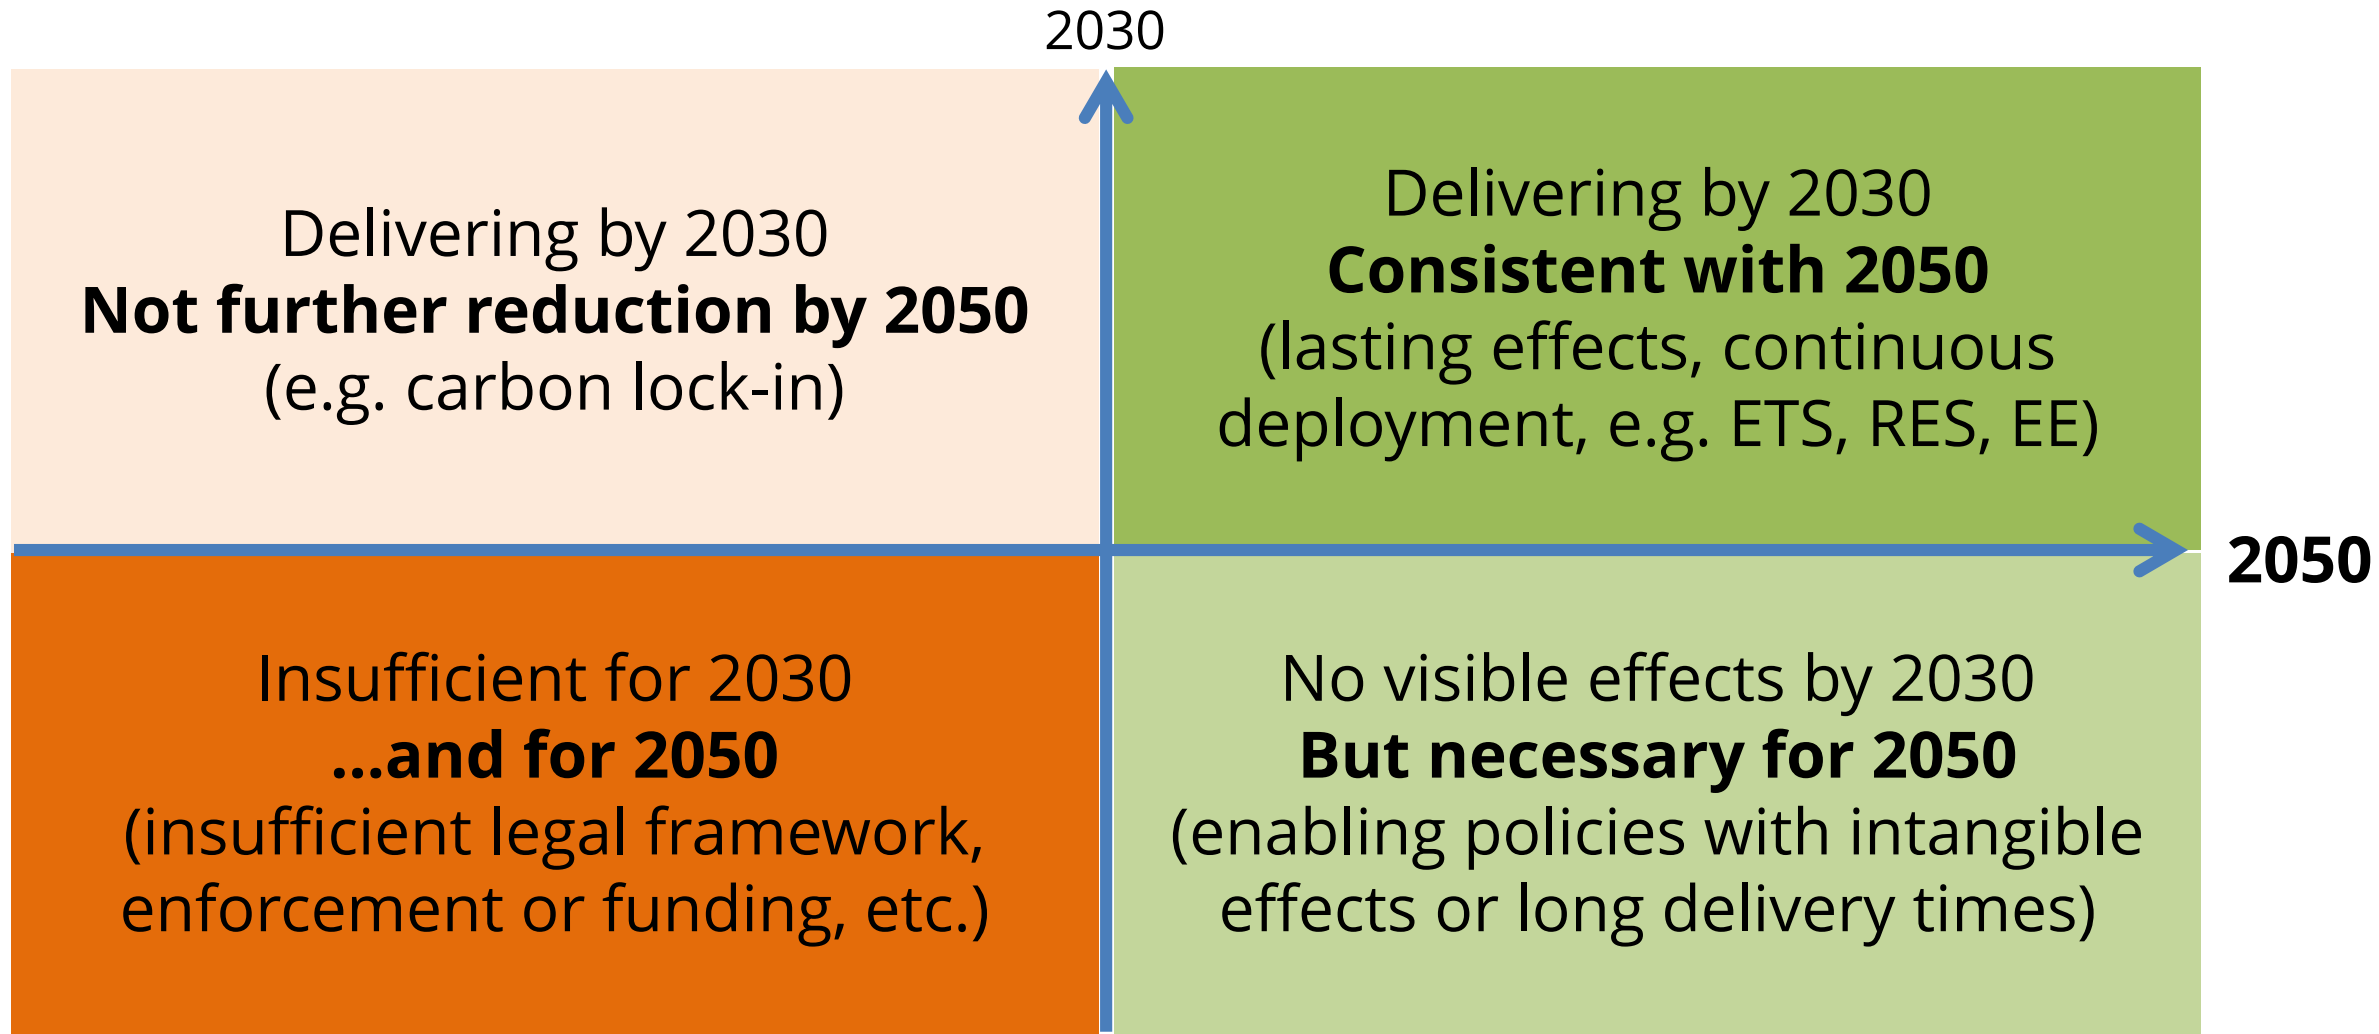 2030
Delivering by 2030
Not further reduction by 2050
(e.g. carbon lock-in)
Delivering by 2030
Consistent with 2050
(lasting effects, continuous
deployment, e.g. ETS, RES, EE)
2050
Insufficient for 2030
...and for 2050
(insufficient legal framework,
enforcement or funding, etc.)
No visible effects by 2030
But necessary for 2050
(enabling policies with intangible
effects or long delivery times)